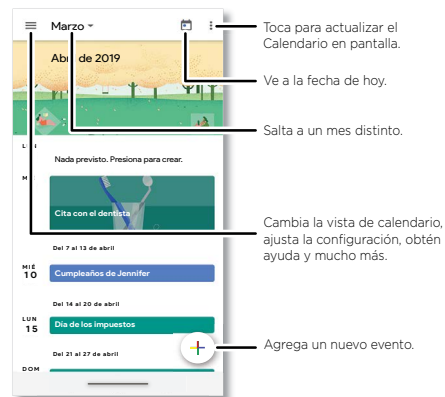 Marzo
Toca para actualizar el
Calendario en pantalla.
Abr de 2019
Ve a la fecha de hoy.
Salta a un mes distinto.
Nada previsto. Presiona para crear.
Cita con el dentista
Cambia la vista de calendario,
ajusta la configuración, obtén
ayuda y mucho más.
Del 7 al 13 de abril
MIÉ
10
Cumpleaños de Jennifer
Del 14 al 20 de abril
LUN
15
Día de los impuestos
Agrega un nuevo evento.
Del 21 al 27 de abril
DOM